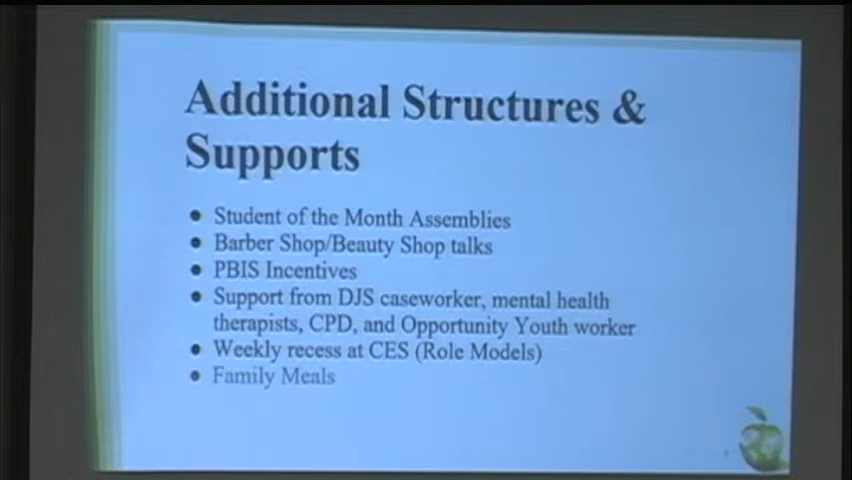 Additional Structures &
Supports
• Student of the Month Assemblies
• Barber Shop/Beauty Shop talks
• PBIS Incentives
• Support from DJS caseworker, mental health
therapists, CPD, and Opportunity Youth worker
• Weekly recess at CES (Role Models)
• Family Meals